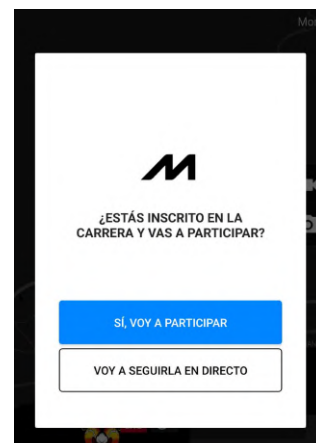 ¿ESTÁS INSCRITO EN LA
CARRERA Y VAS A PARTICIPAR?
SÍ, VOY A PARTICIPAR
VOY A SEGUIRLA EN DIRECTO